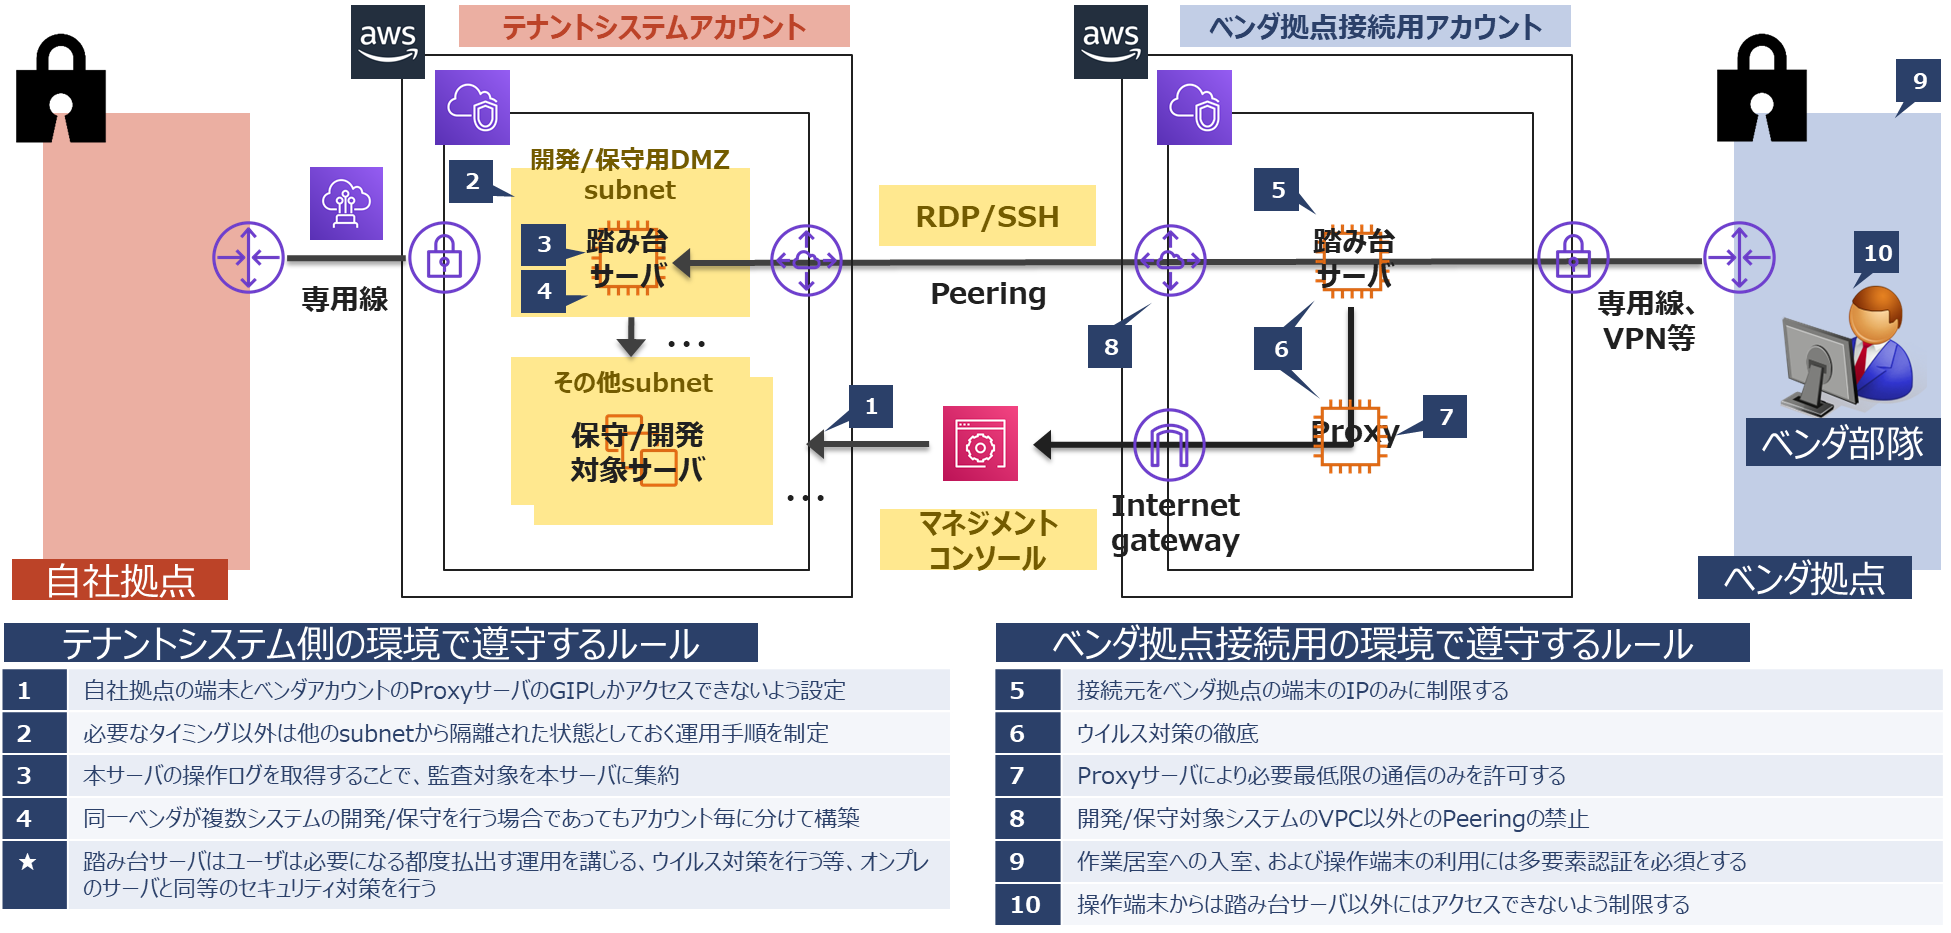 aws
テナントシステムアカウント
aws
ベンダ拠点接続用アカウント
9
開発/保守用DMZ
subnet
2
3
踏み台
サーバ
4
RDP/SSH
Peering
5
踏み台
サーバ
10
専用線
専用線、
VPN等
8
6
...
その他subnet
保守/開発
対象サーバ
...
1
7
Proxy
ベンダ部隊
マネジメント
コンソール
Internet
gateway
自社拠点
ベンダ拠点
テナントシステム側の環境で遵守するルール
1 自社拠点の端末とベンダアカウントのProxyサーバのGIPしかアクセスできないよう設定
2 必要なタイミング以外は他のsubnetから隔離された状態としておく運用手順を制定
3 本サーバの操作ログを取得することで、監査対象を本サーバに集約
4 同一ベンダが複数システムの開発/保守を行う場合であってもアカウント毎に分けて構築
★ 踏み台サーバはユーザは必要になる都度払出す運用を講じる、ウイルス対策を行う等、オンプレ
のサーバと同等のセキュリティ対策を行う
ベンダ拠点接続用の環境で遵守するルール
5 接続元をベンダ拠点の端末のIPのみに制限する
6 ウイルス対策の徹底
7 Proxyサーバにより必要最低限の通信のみを許可する
8 開発/保守対象システムのVPC以外とのPeeringの禁止
9 作業居室への入室、および操作端末の利用には多要素認証を必須とする
10 操作端末からは踏み台サーバ以外にはアクセスできないよう制限する